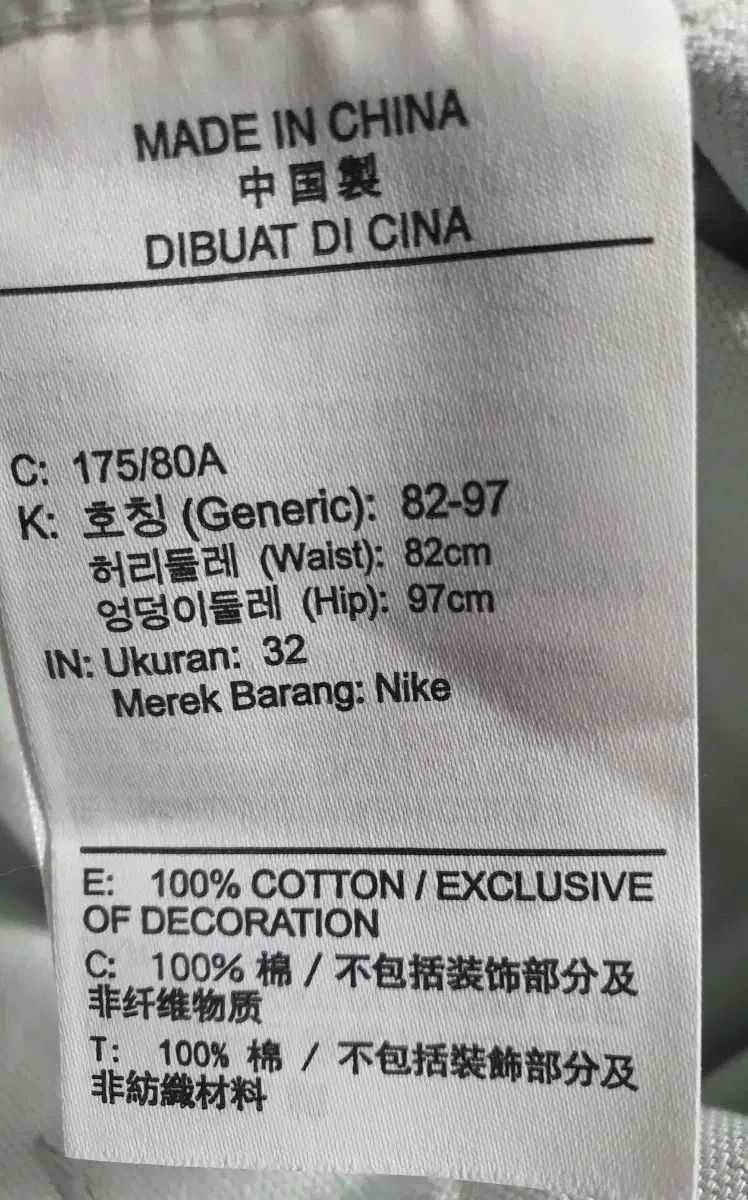 MADE IN CHINA
中国製
DIBUAT DI CINA
C: 175/80A
K: 호칭 (Generic): 82-97
허리둘레 (Waist): 82cm
엉덩이둘레 (Hip): 97cm
IN: Ukuran: 32
Merek Barang: Nike
E: 100% COTTON / EXCLUSIVE
OF DECORATION
C: 100% 棉 / 不包括装饰部分及
非纤维物质
T: 100% 棉 / 不包括裝飾部分及
非紡織材料